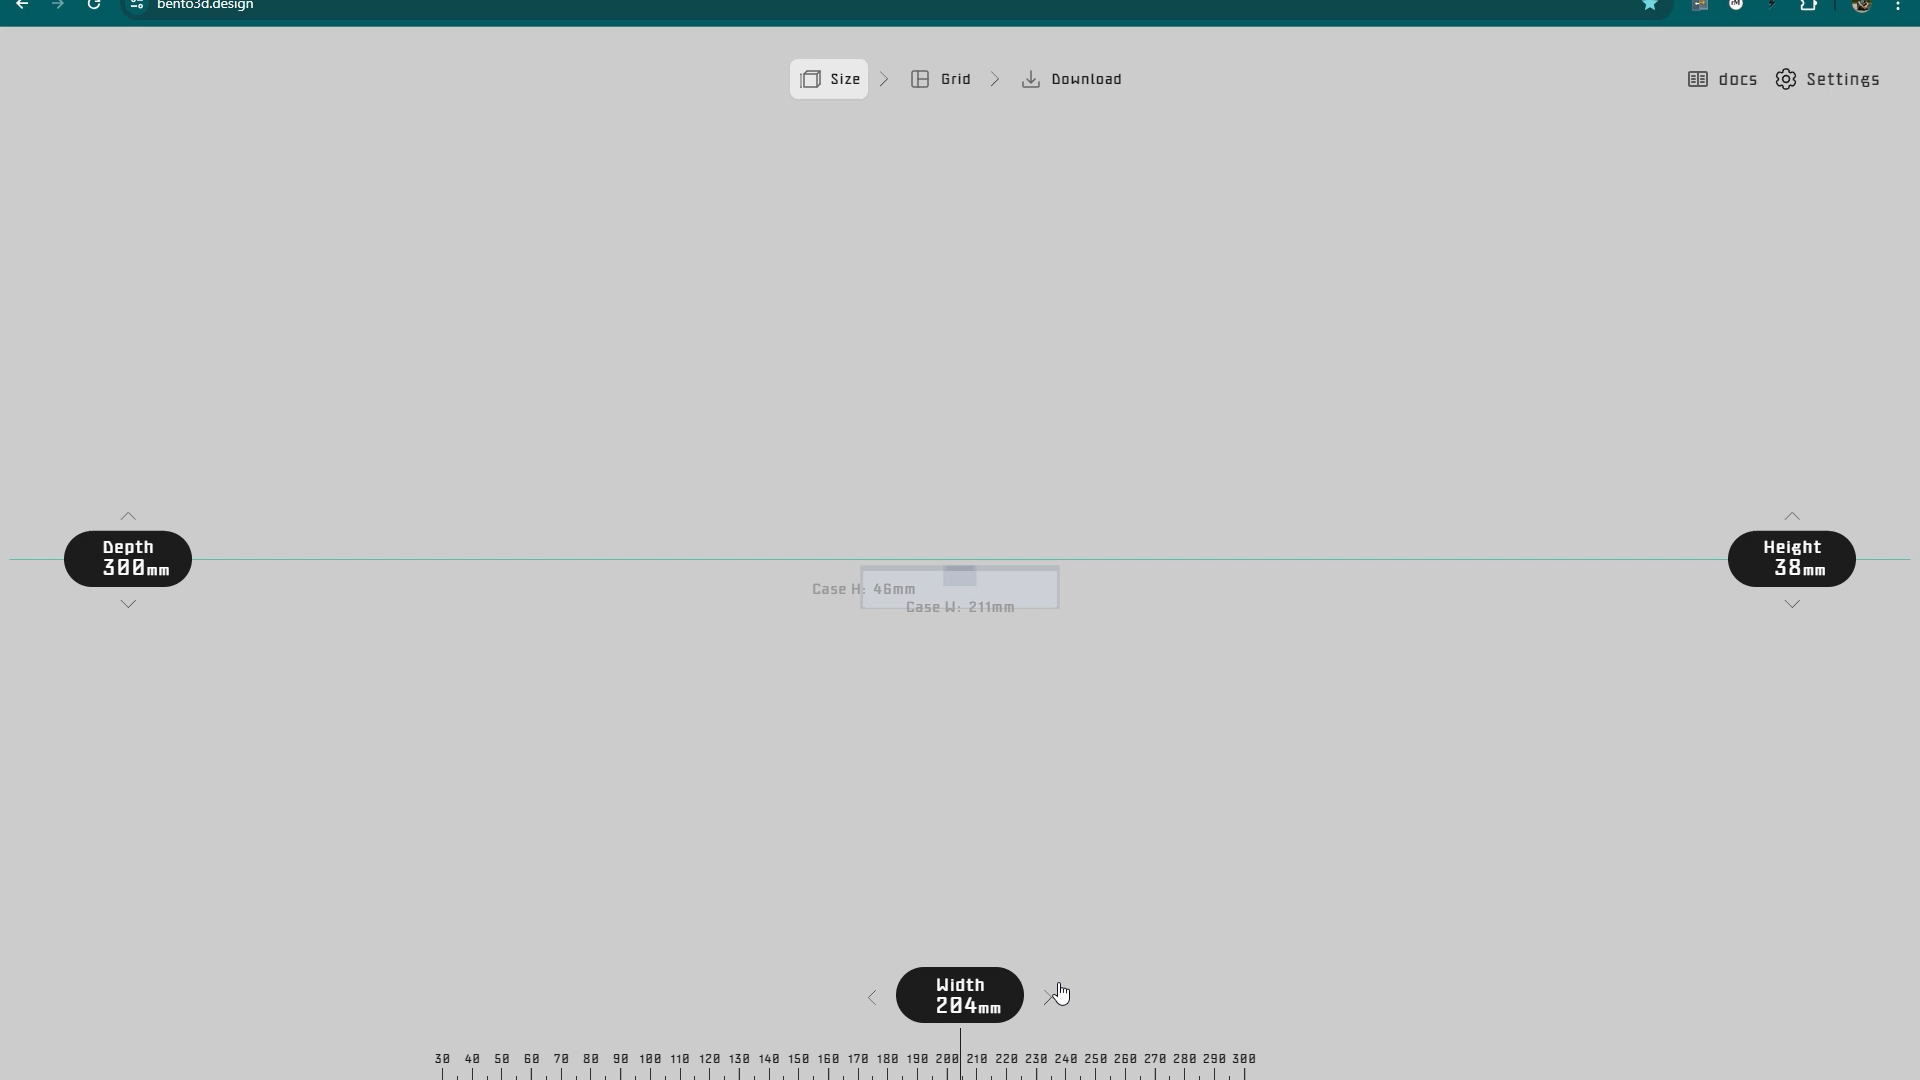 bento3d.design
Size
Grid
Download
docs
Settings
Depth
300mm
Height
38mm
Case H: 46mm
Case W: 211mm
Width
204mm
30 40 50 60 70 80 90 100 110 120 130 140 150 160 170 180 190 200 210 220 230 240 250 260 270 280 290 300